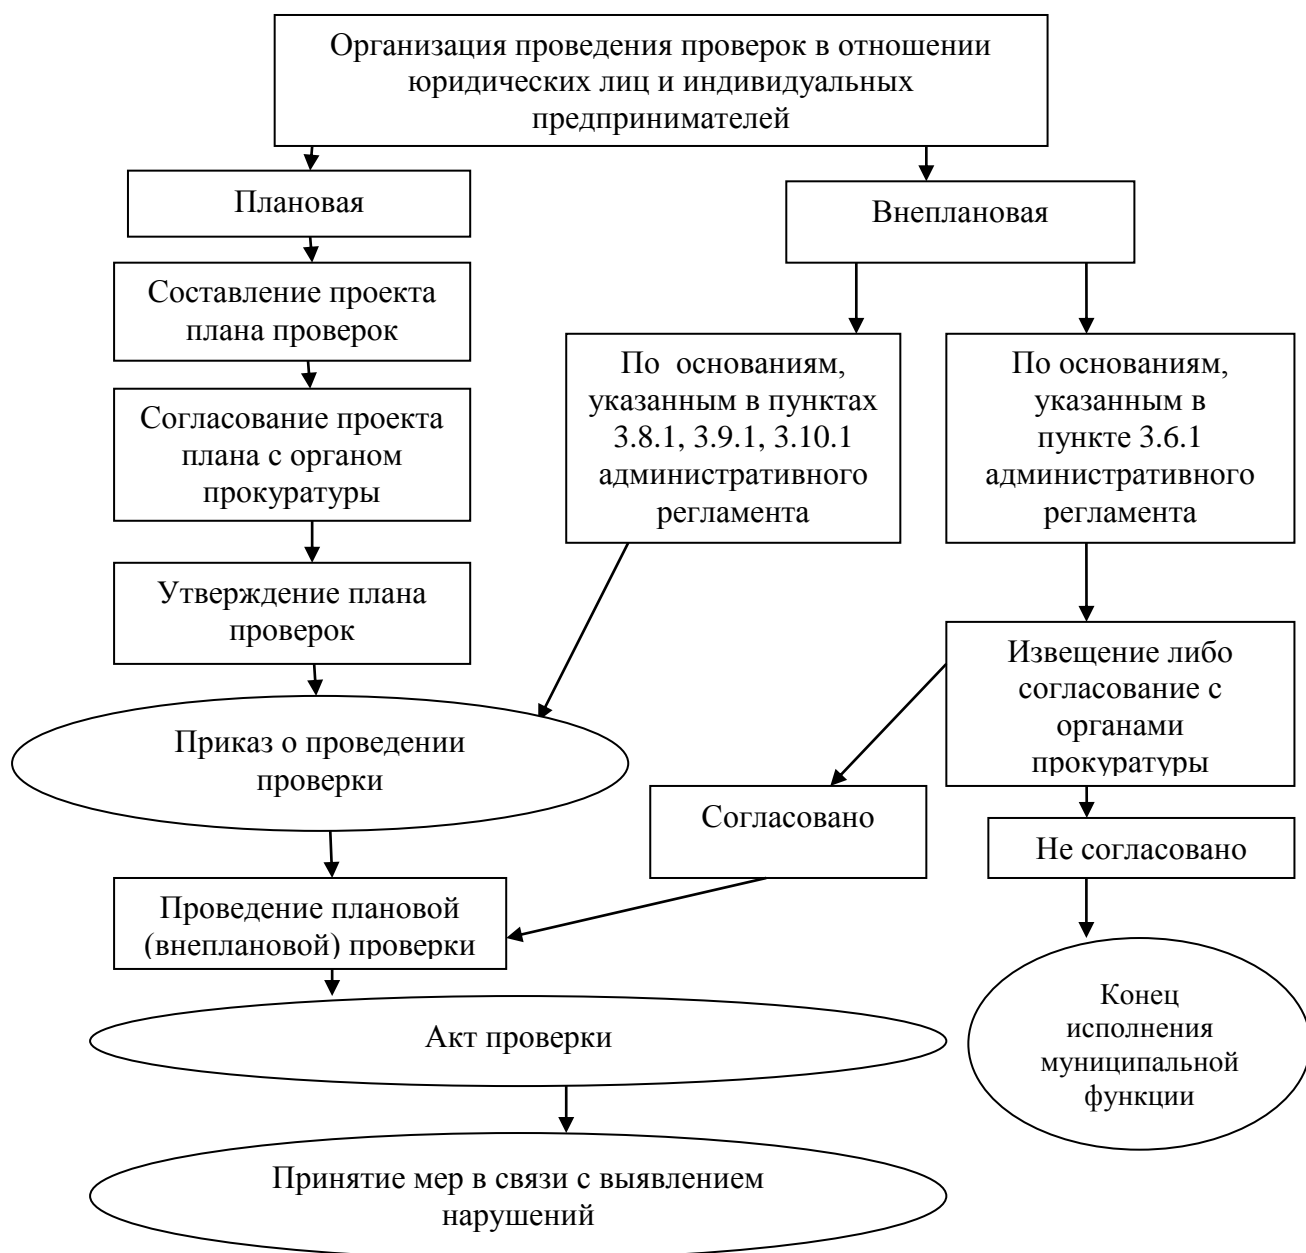 Организация проведения проверок в отношении
юридических лиц и индивидуальных
предпринимателей
Плановая
Внеплановая
Составление проекта
плана проверок
По основаниям,
указанным в пунктах
3.8.1, 3.9.1, 3.10.1
административного
регламента
По основаниям,
указанным в
пункте 3.6.1
административного
регламента
Согласование проекта
плана с органом
прокуратуры
Утверждение плана
проверок
Извещение либо
согласование с
органами
прокуратуры
Приказ о проведении
проверки
Согласовано
Не согласовано
Проведение плановой
(внеплановой) проверки
Конец
исполнения
муниципальной
функции
Акт проверки
Принятие мер в связи с выявлением
нарушений